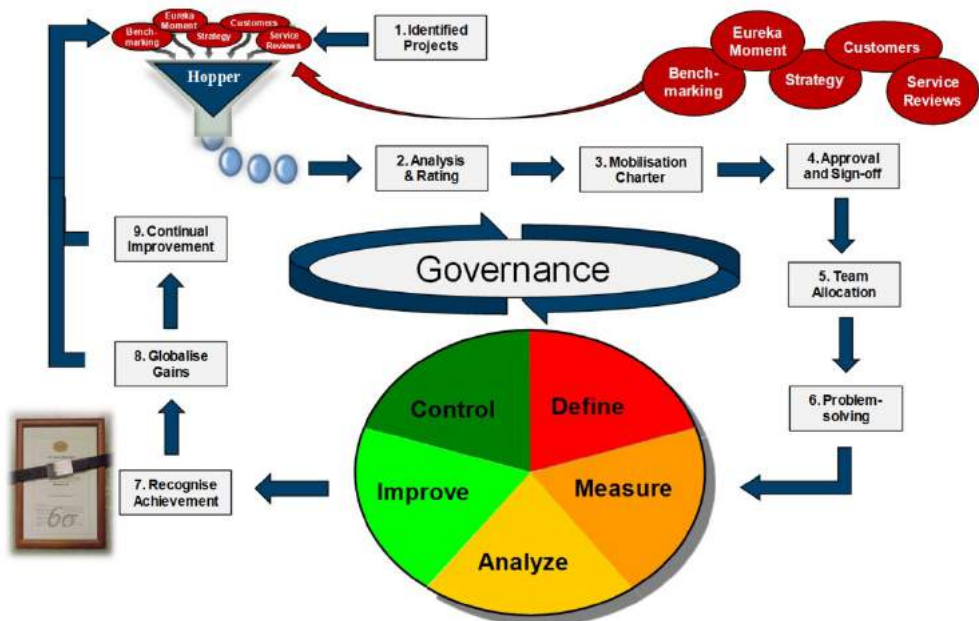 Eureka
Moment
Customers
Bench-
marking
Strategy
Service
Reviews
1. Identified
Projects
Hopper
Eureka
Moment
Customers
Bench-
marking
Strategy
Service
Reviews
2. Analysis
& Rating
3. Mobilisation
Charter
4. Approval
and Sign-off
9. Continual
Improvement
Governance
5. Team
Allocation
8. Globalise
Gains
Control
Define
6. Problem-
solving
7. Recognise
Achievement
Improve
Measure
Analyze
6σ